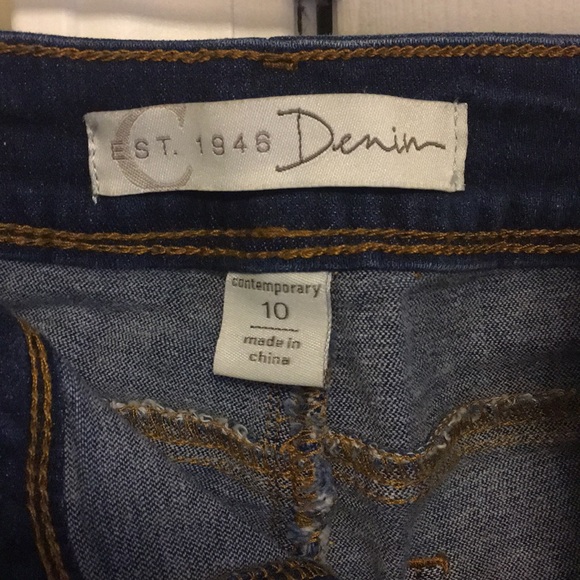 C
EST. 1946 Denim
contemporary
10
made in
china